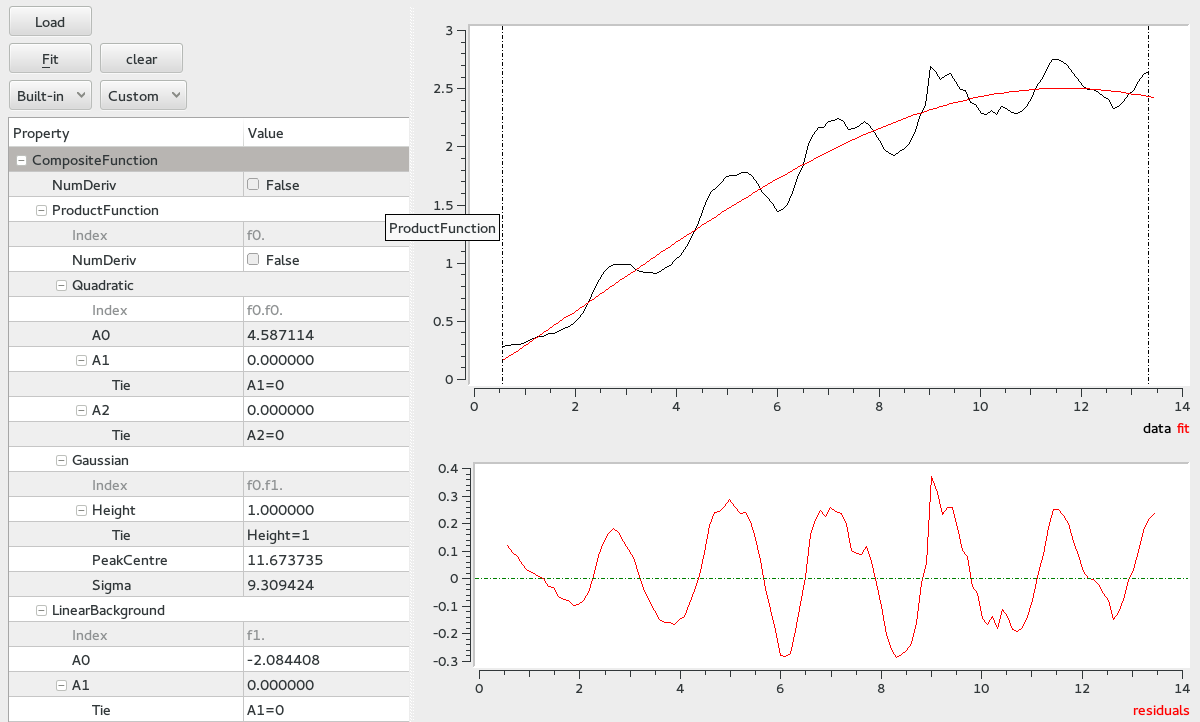 Load
Fit clear
Built-in Custom
Property Value
CompositeFunction
NumDeriv False
ProductFunction
Index f0.
NumDeriv False
Quadratic
Index f0.f0.
A0 4.587114
A1 0.000000
Tie A1=0
A2 0.000000
Tie A2=0
Gaussian
Index f0.f1.
Height 1.000000
Tie Height=1
PeakCentre 11.673735
Sigma 9.309424
LinearBackground
Index f1.
A0 -2.084408
A1 0.000000
Tie A1=0
ProductFunction
3
2.5
2
1.5
1
0.5
0
0 2 4 6 8 10 12 14
data fit
0.4
0.3
0.2
0.1
0
-0.1
-0.2
-0.3
0 2 4 6 8 10 12 14
residuals